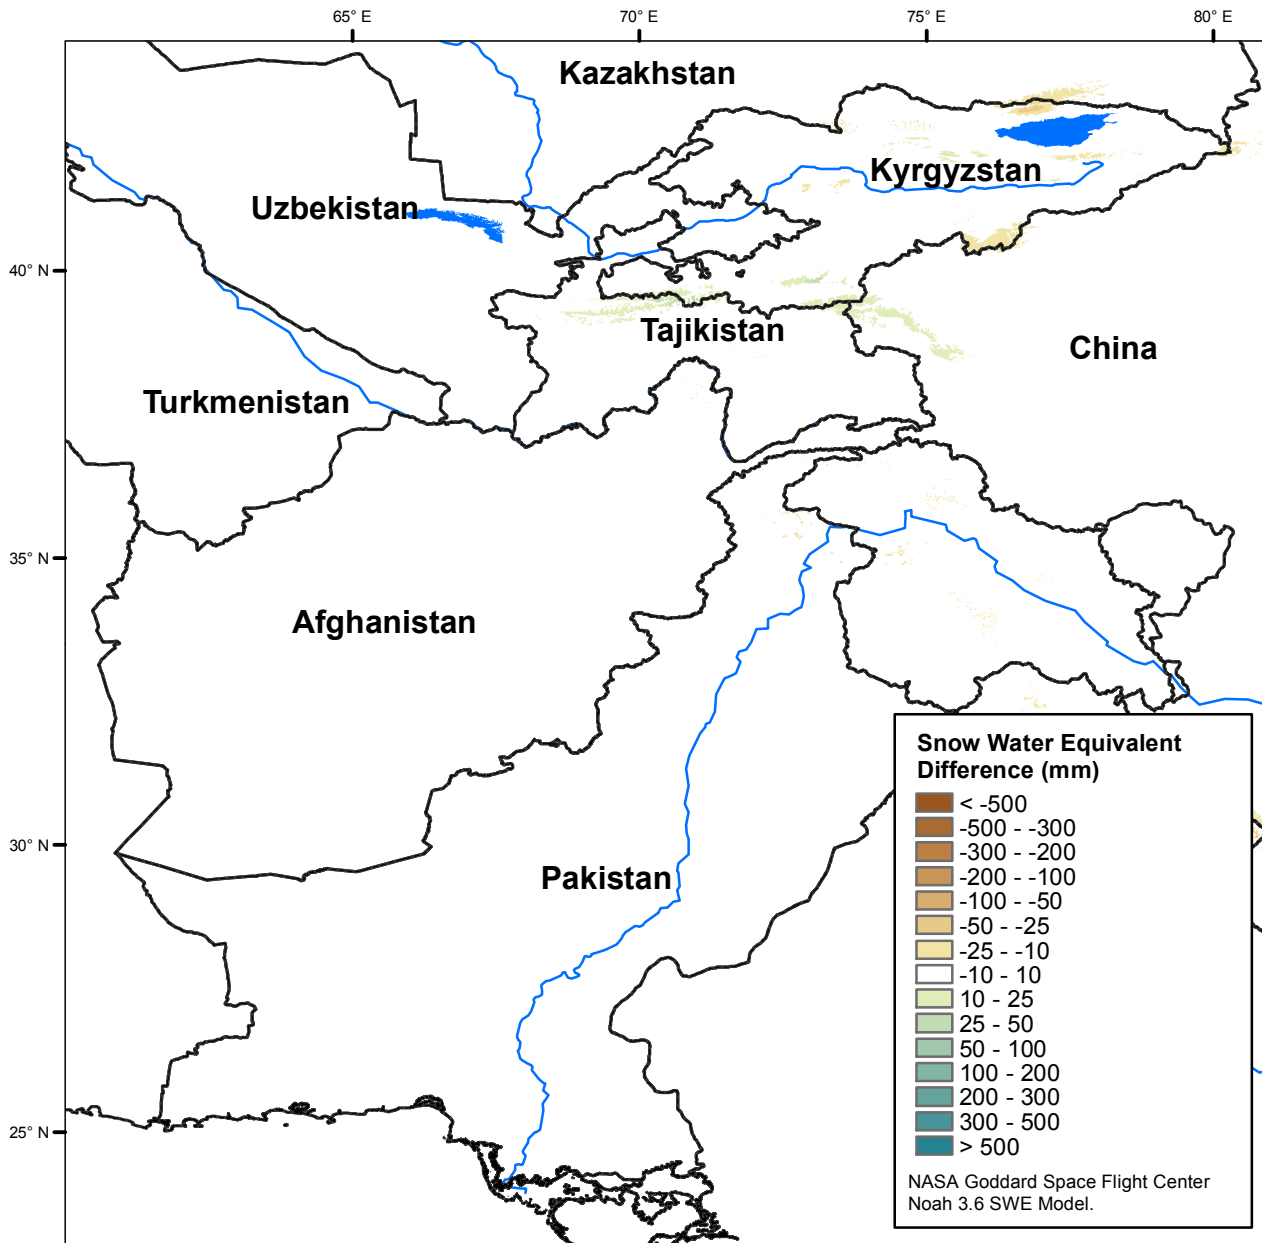 65° E
70° E
75° E
80° E
Kazakhstan
Kyrgyzstan
Uzbekistan
40° N
Tajikistan
China
Turkmenistan
35° N
Afghanistan
30° N
Pakistan
25° N
Snow Water Equivalent
Difference (mm)
< -500
-500 - -300
-300 - -200
-200 - -100
-100 - -50
-50 - -25
-25 - -10
-10 - 10
10 - 25
25 - 50
50 - 100
100 - 200
200 - 300
300 - 500
> 500
NASA Goddard Space Flight Center
Noah 3.6 SWE Model.